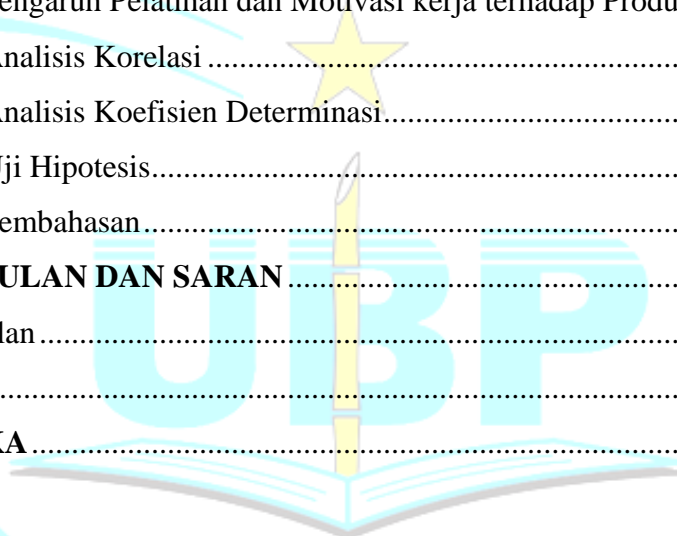 engaruh Pelatihan dan Motivasi kerja terhadap Produ
Analisis Korelasi ........................................................
Analisis Koefisien Determinasi ........................................................
Uji Hipotesis ........................................................
embahasan ........................................................
ULAN DAN SARAN ........................................................
lan ........................................................
........................................................
KA ........................................................
UBP